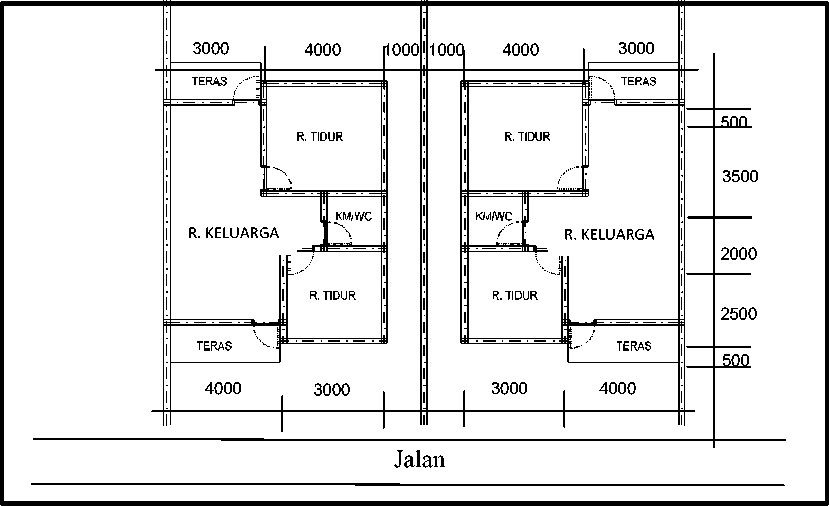 3000 4000 1000 1000 4000 3000
TERAS TERAS
500
R. TIDUR R. TIDUR
3500
KM/WC KM/WC
R. KELUARGA R. KELUARGA
2000
R. TIDUR R. TIDUR
2500
TERAS TERAS
500
4000 3000 3000 4000
Jalan